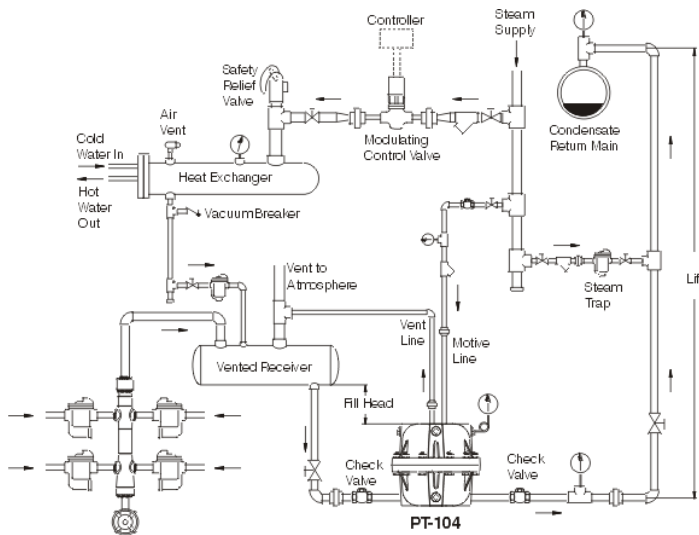 Controller
Steam
Supply
Safety
Relief
Valve
Air
Vent
Modulating
Control Valve
Condensate
Return Main
Cold
Water In
Heat Exchanger
Hot
Water
Out
Vacuum Breaker
Vent to
Atmosphere
Steam
Trap
Lif
Vent
Line
Motive
Line
Vented Receiver
Fill Head
Check
Valve
Check
Valve
PT-104